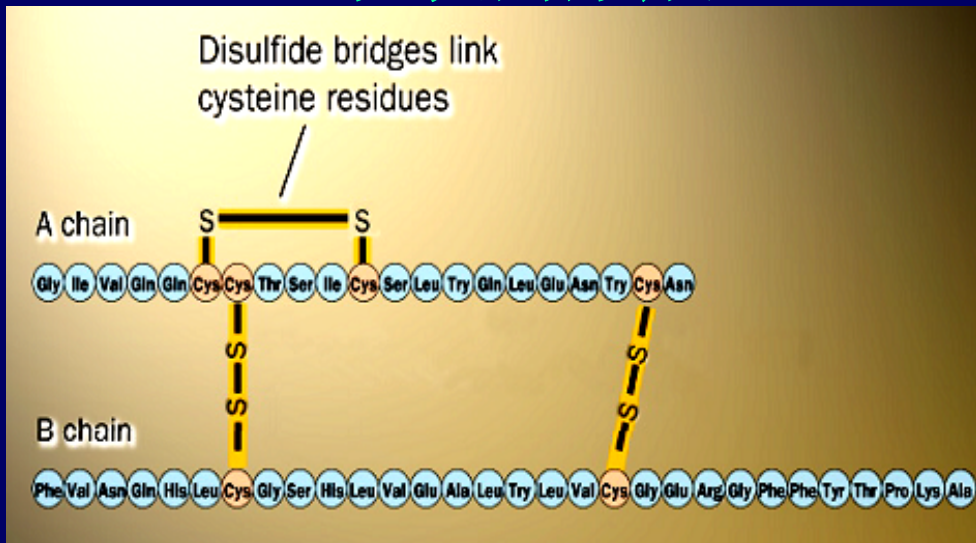 Disulfide bridges link
cysteine residues
A chain
S S
Gly Ile Val Gln Gln Cys Cys Thr Ser Ile Cys Ser Leu Try Gln Leu Glu Asn Try Cys Asn
S S
S S
B chain
Phe Val Asn Gln His Leu Cys Gly Ser His Leu Val Glu Ala Leu Try Leu Val Cys Gly Glu Arg Gly Phe Phe Tyr Thr Pro Lys Ala